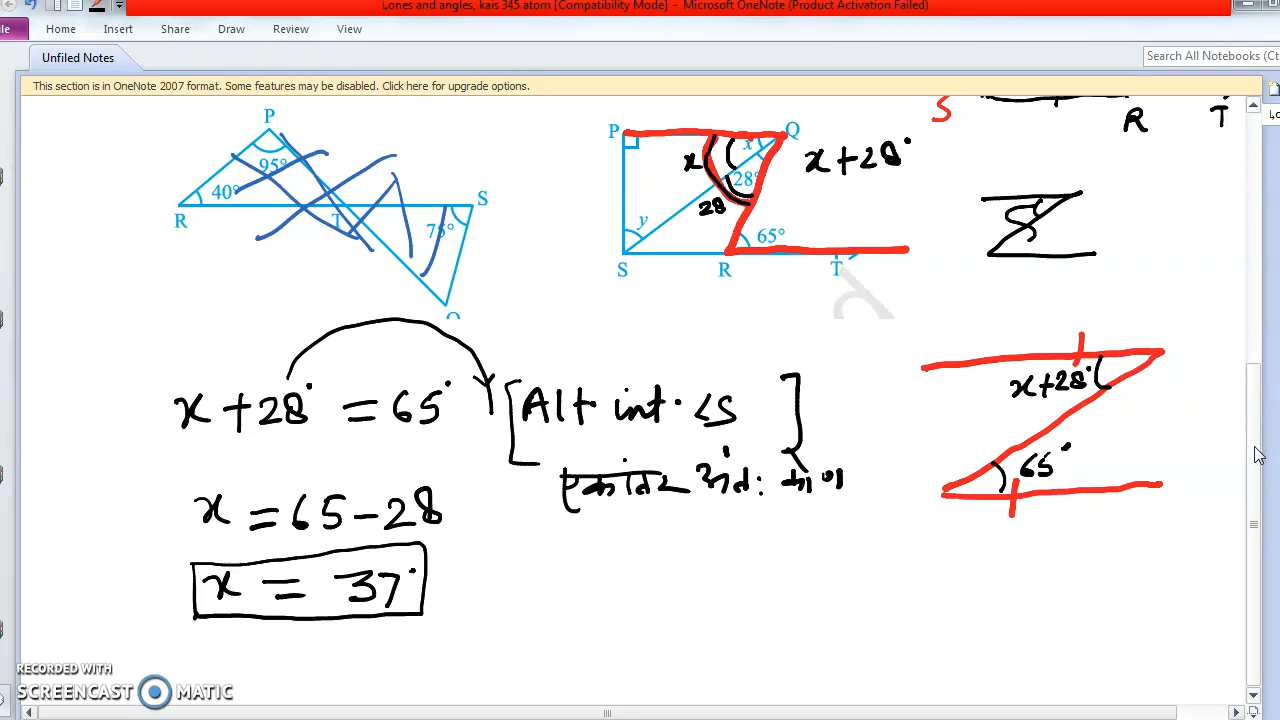 Lones and angles, kais 345 atom [Compatibility Mode] - Microsoft OneNote (Product Activation Failed)
Home Insert Share Draw Review View
Unfiled Notes
Search All Notebooks (Ct
This section is in OneNote 2007 format. Some features may be disabled. Click here for upgrade options.
S R T
P
95°
R 40° T 75° S
Q
P x Q x + 28°
x 28°
28
y 65°
S R T
x + 28° = 65° [Alt int. <s]
x = 65 - 28
x = 37°
x+28°
65°
RECORDED WITH
SCREENCAST MATIC